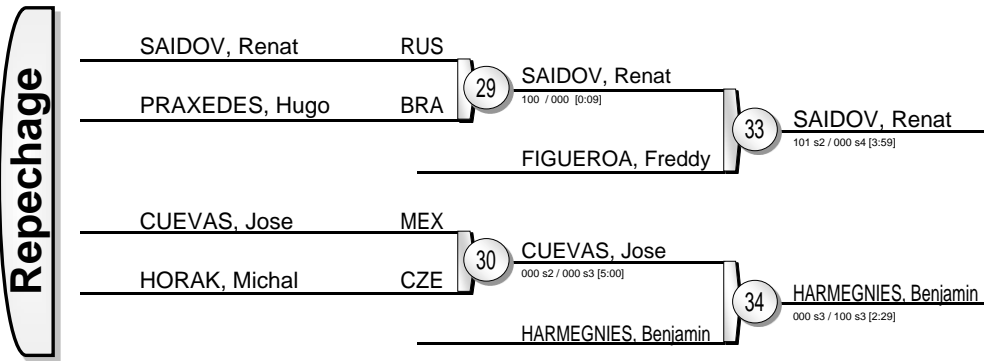 Repechage
SAIDOV, Renat RUS
PRAXEDES, Hugo BRA
29
SAIDOV, Renat
100 / 000 [0:09]
FIGUEROA, Freddy
33
SAIDOV, Renat
101 s2 / 000 s4 [3:59]
CUEVAS, Jose MEX
HORAK, Michal CZE
30
CUEVAS, Jose
000 s2 / 000 s3 [5:00]
HARMEGNIES, Benjamin
34
HARMEGNIES, Benjamin
000 s3 / 100 s3 [2:29]